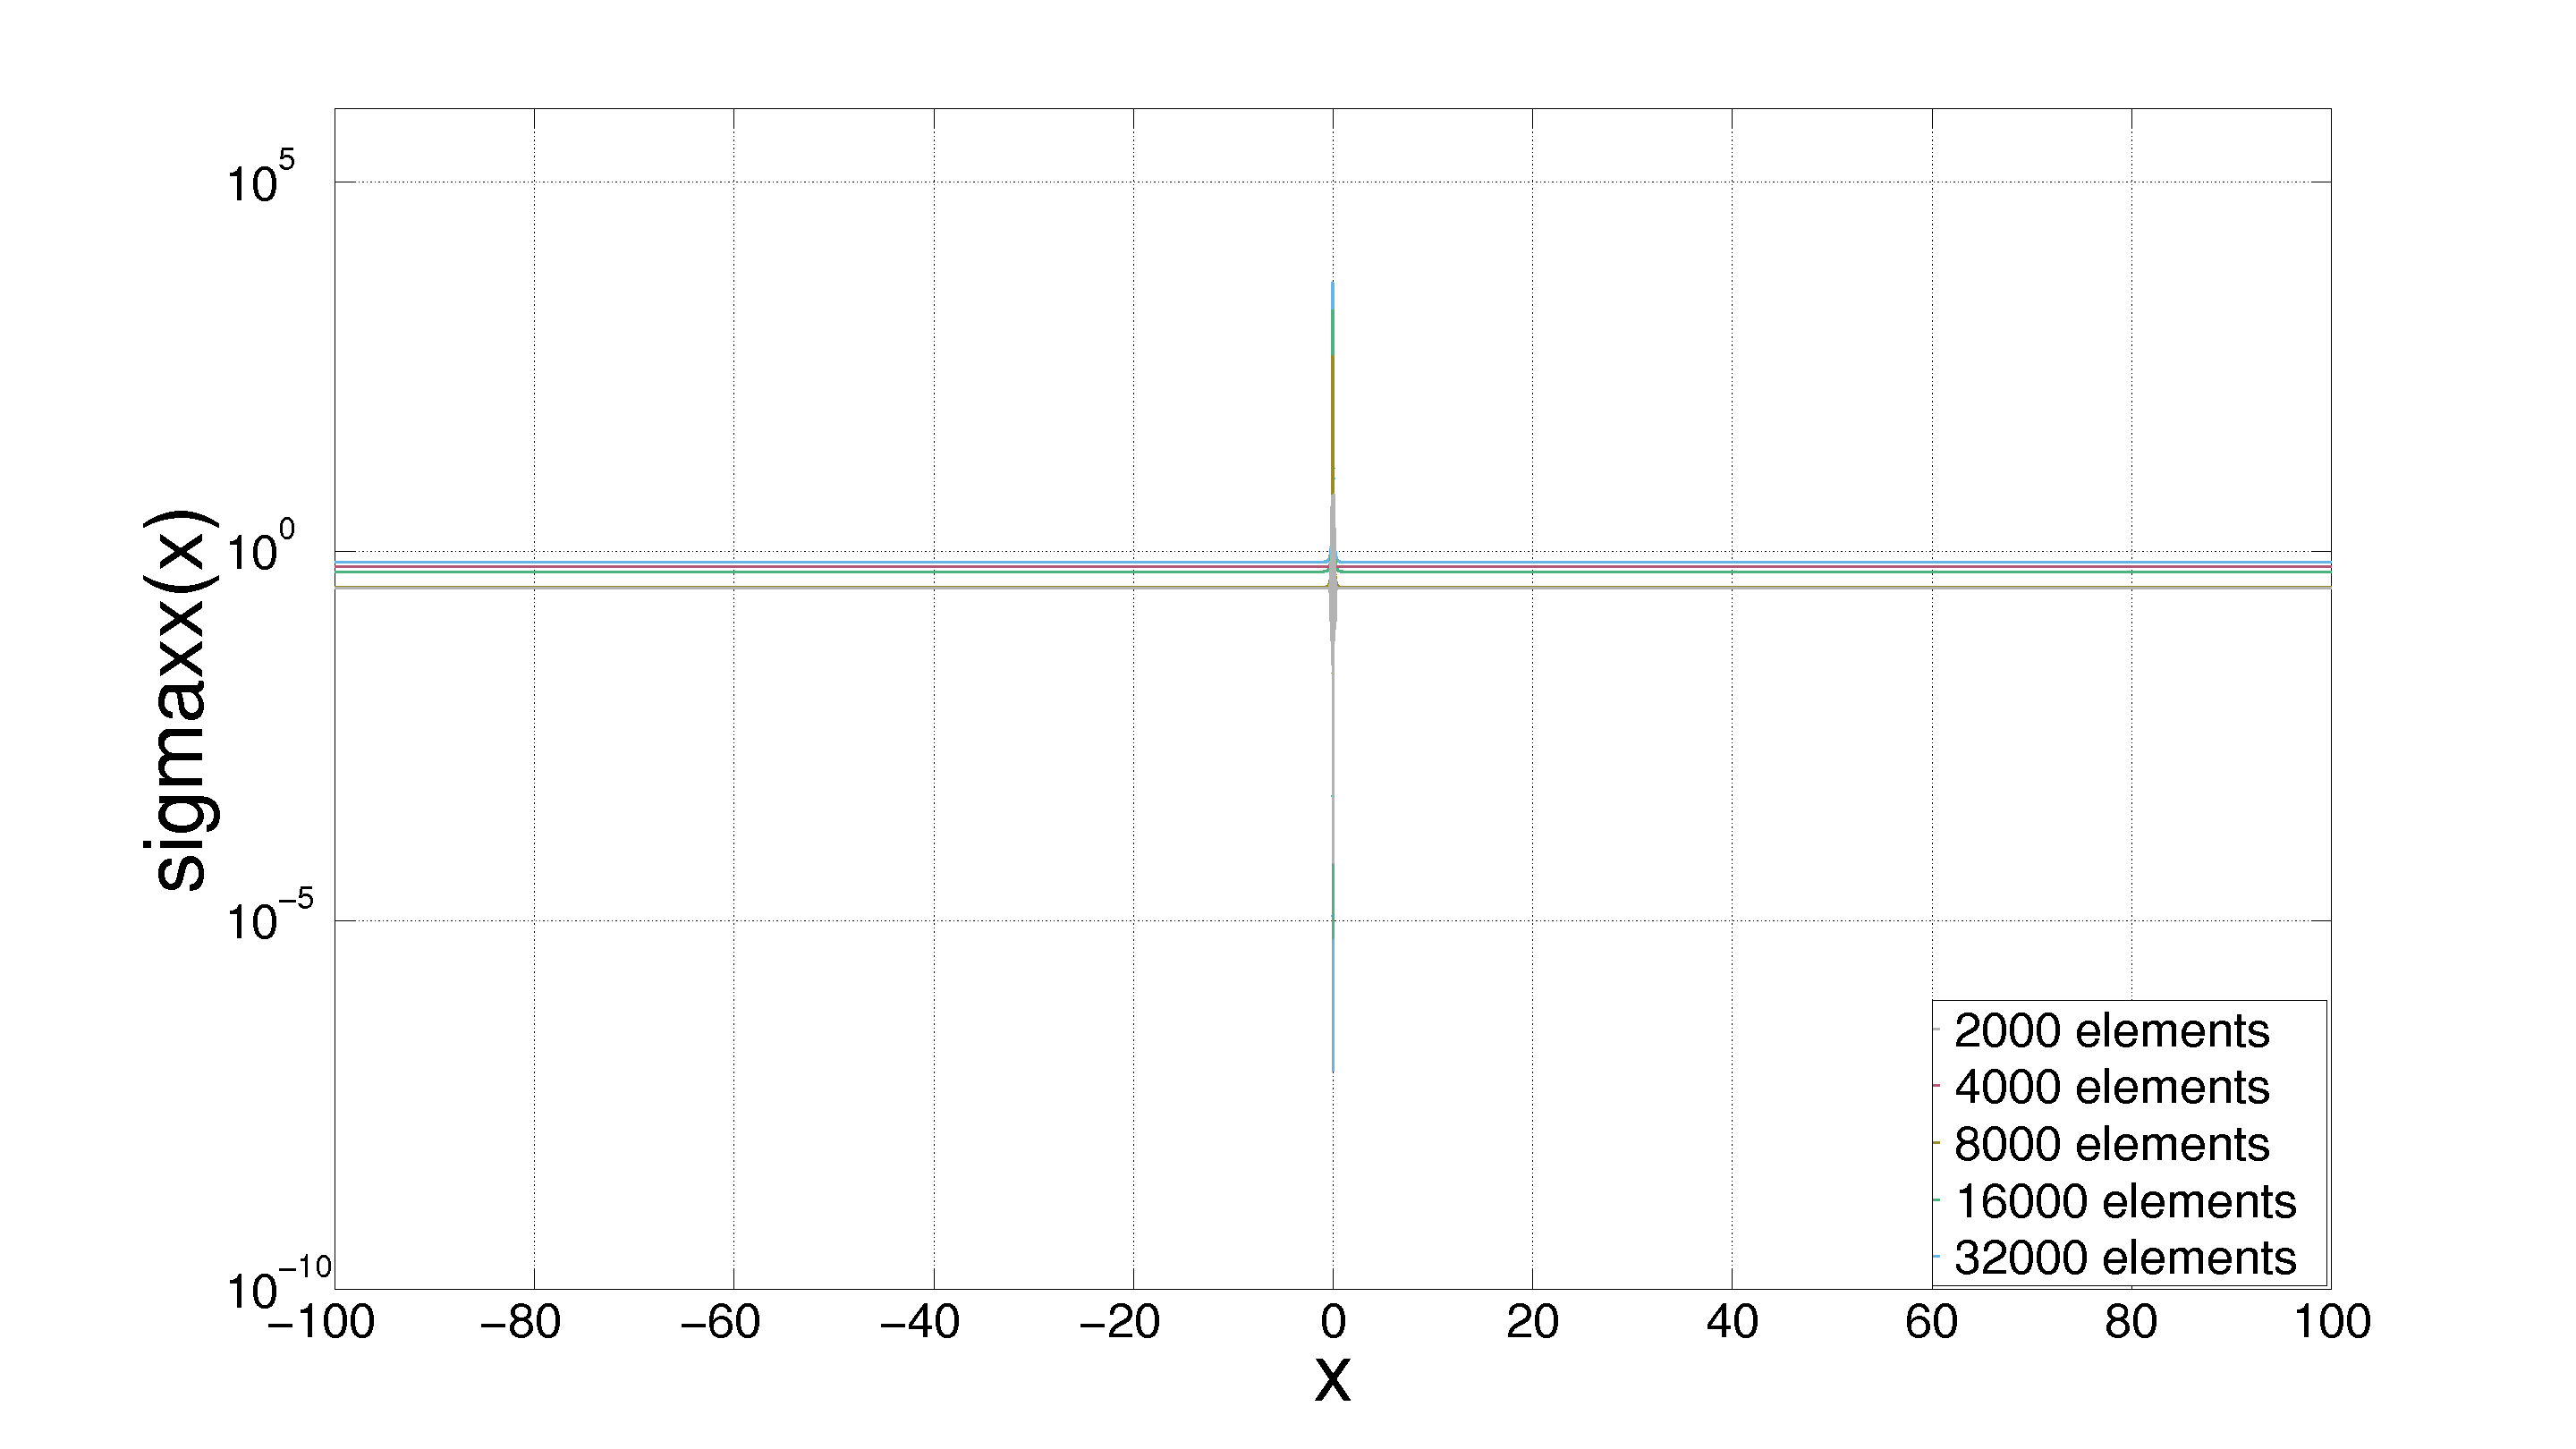 10^5
10^0
10^−5
10^−10
sigmaxx(x)
−100 −80 −60 −40 −20 0 20 40 60 80 100
x
2000 elements
4000 elements
8000 elements
16000 elements
32000 elements